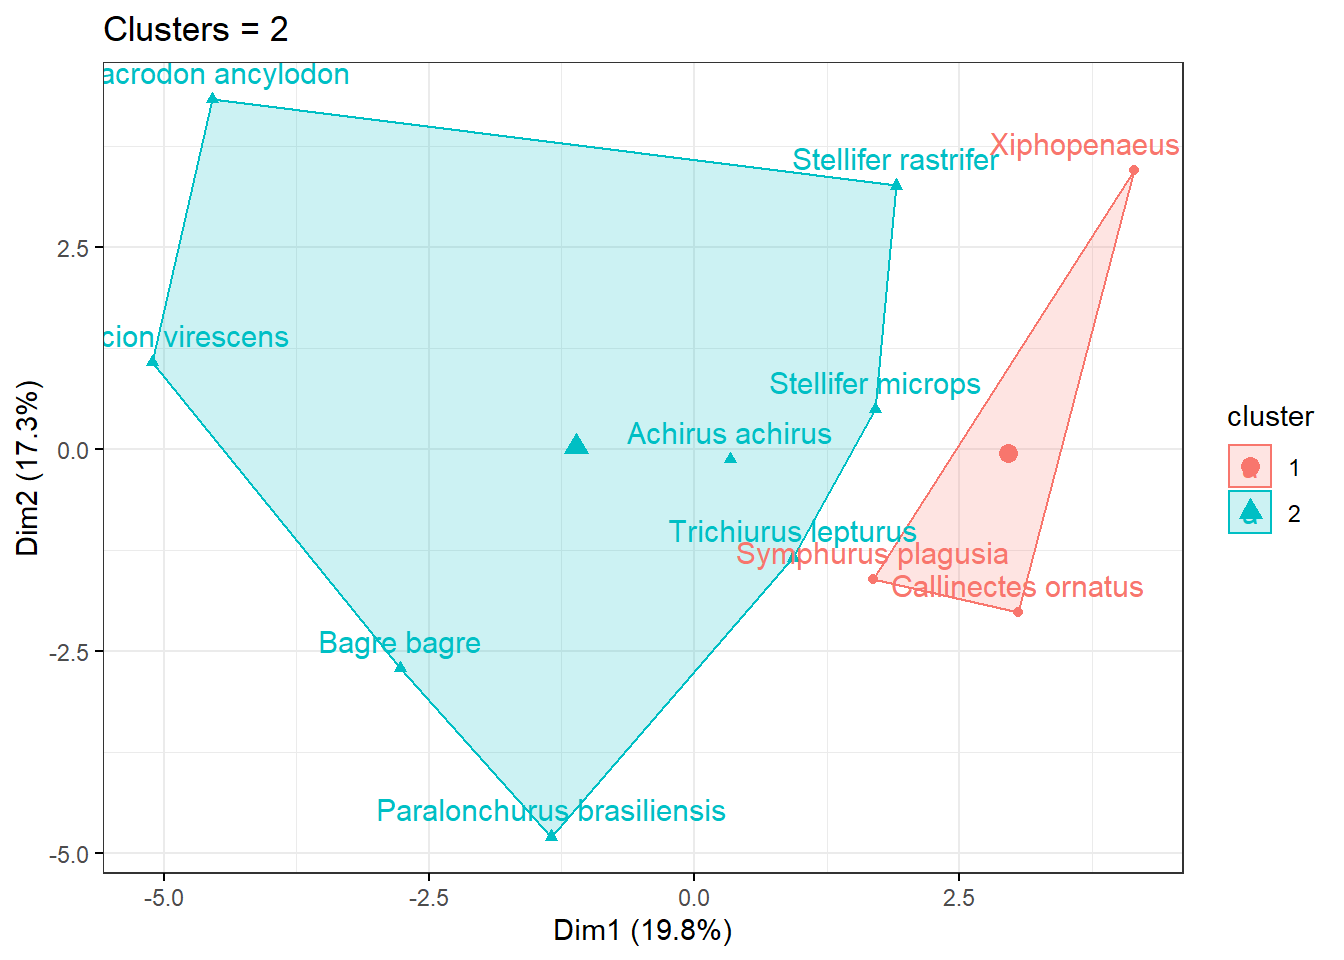 Clusters = 2
acrodon ancylodon
Xiphopenaeus
Stellifer rastrifer
2.5
cion virescens
Stellifer microps
Achirus achirus
0.0
Trichiurus lepturus
Symphurus plagusia
Callinectes ornatus
Bagre bagre
-2.5
Paralonchurus brasiliensis
-5.0
-5.0 -2.5 0.0 2.5
Dim1 (19.8%)
Dim2 (17.3%)
cluster
a 1
a 2